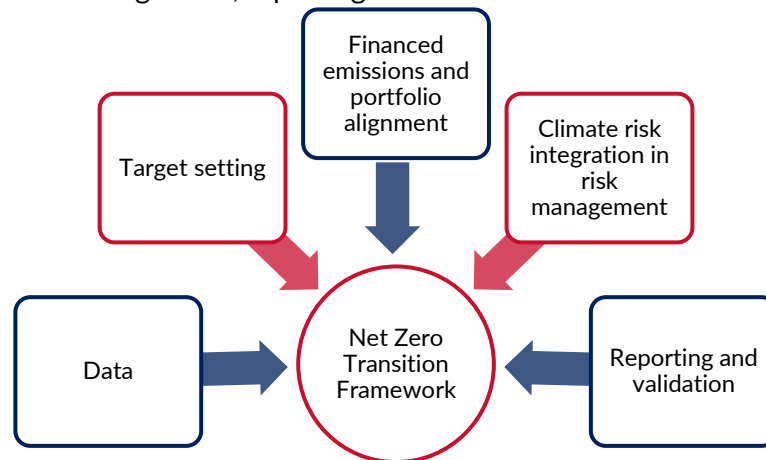 Financed
emissions and
portfolio
alignment
Target setting
Climate risk
integration in
risk
management
Data
Net Zero
Transition
Framework
Reporting and
validation